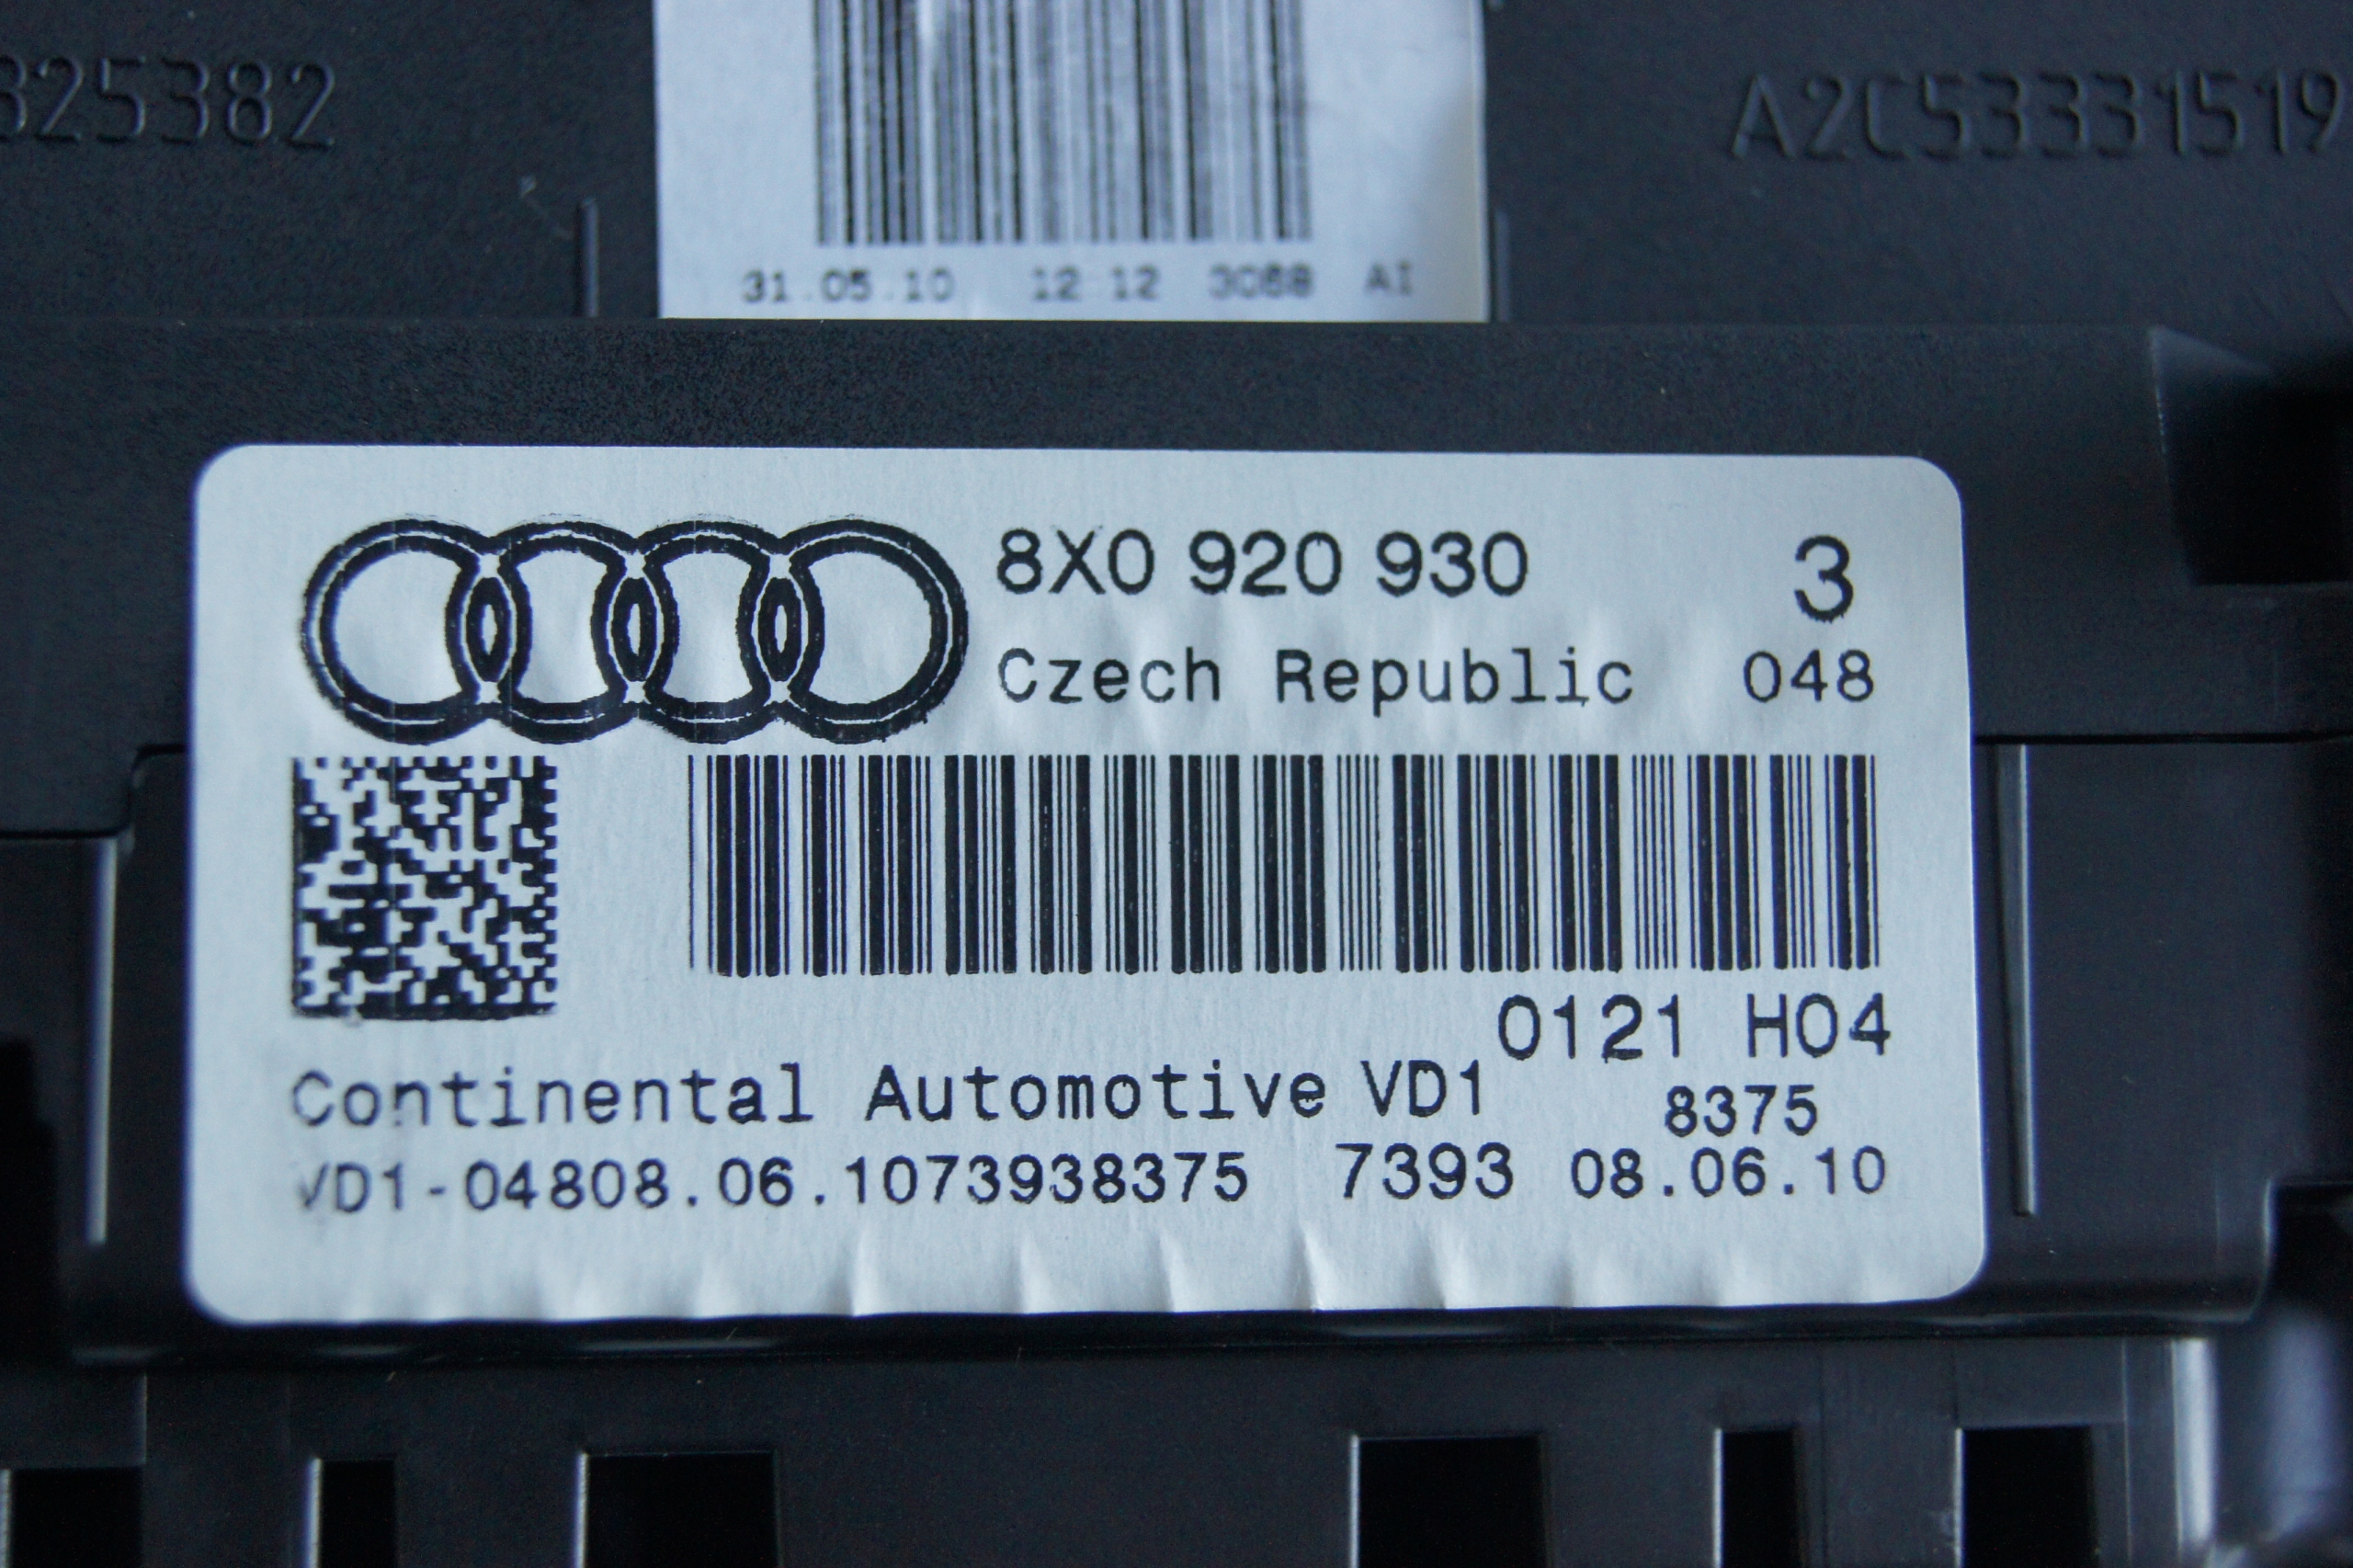 A2C53331519
31.05.10 12:12 3088 AI
8X0 920 930 3
Czech Republic 048
0121 H04
Continental Automotive VD1 8375
VD1-04808.06.1073938375 7393 08.06.10